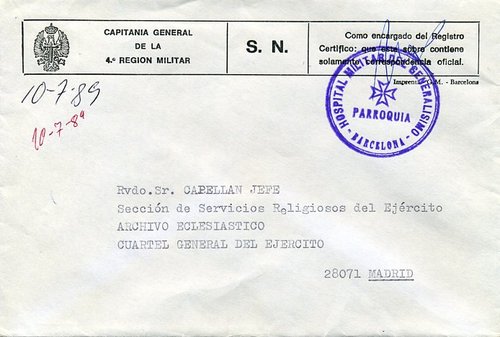 CAPITANIA GENERAL
DE LA
4.ª REGION MILITAR
S. N.
Como encargado del Registro
Certifico: que este sobre contiene
solamente correspondencia oficial.
Imprenta - Barcelona
10-7-89
10-7-89
HOSPITAL MILITAR DEL GENERALISIMO
PARROQUIA
- BARCELONA -
Rvdo.Sr. CAPELLAN JEFE
Sección de Servicios Religiosos del Ejército
ARCHIVO ECLESIASTICO
CUARTEL GENERAL DEL EJERCITO
28071 MADRID